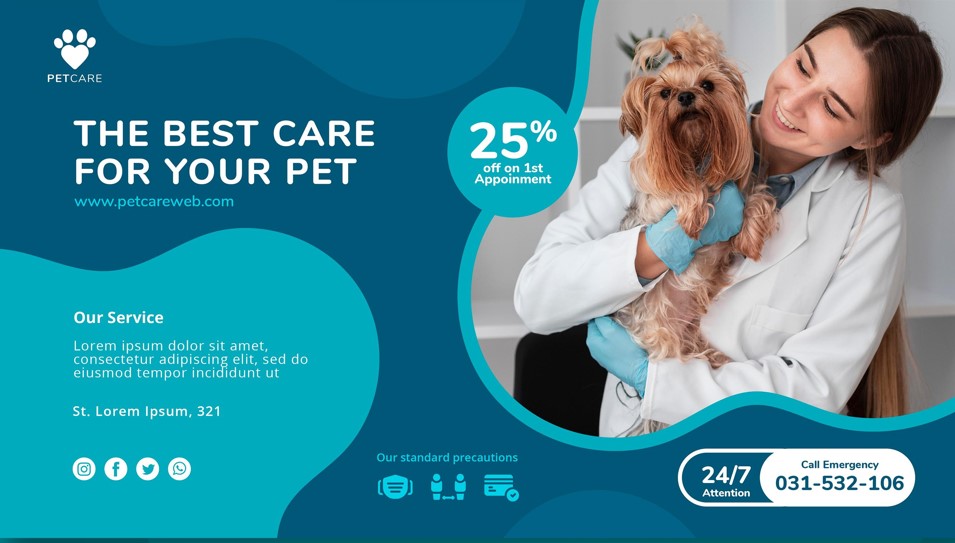 PETCARE
THE BEST CARE
FOR YOUR PET
www.petcareweb.com
25%
off on 1st
Appoinment
Our Service
Lorem ipsum dolor sit amet,
consectetur adipiscing elit, sed do
eiusmod tempor incididunt ut
St. Lorem Ipsum, 321
Our standard precautions
24/7
Attention
Call Emergency
031-532-106